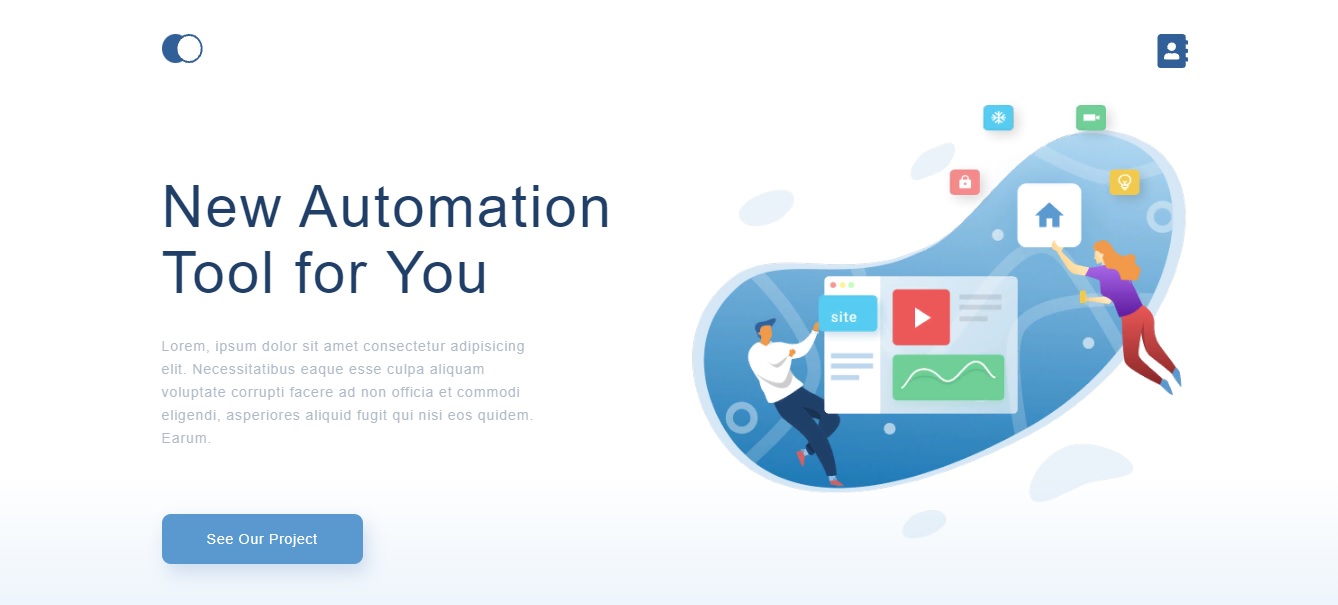 New Automation
Tool for You
Lorem, ipsum dolor sit amet consectetur adipisicing
elit. Necessitatibus eaque esse culpa aliquam
voluptate corrupti facere ad non officia et commodi
eligendi, asperiores aliquid fugit qui nisi eos quidem.
Earum.
See Our Project
site